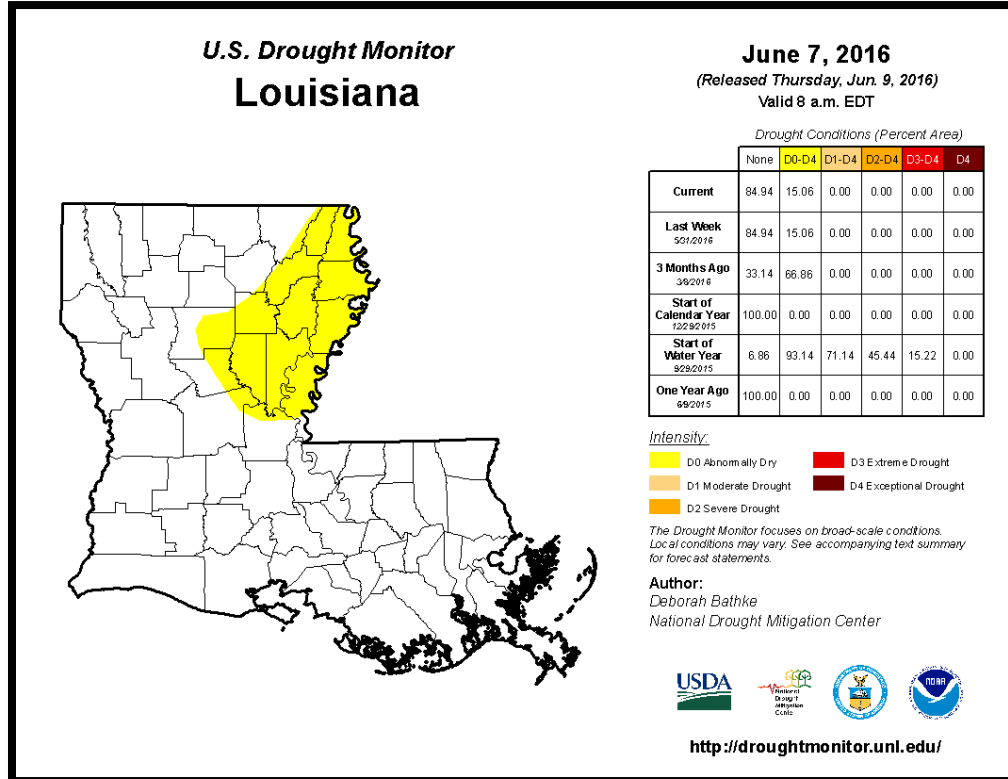 U.S. Drought Monitor
Louisiana
June 7, 2016
(Released Thursday, Jun. 9, 2016)
Valid 8 a.m. EDT
Drought Conditions (Percent Area)
None D0-D4 D1-D4 D2-D4 D3-D4 D4
Current 84.94 15.06 0.00 0.00 0.00 0.00
Last Week 84.94 15.06 0.00 0.00 0.00 0.00
5/31/2016
3 Months Ago 33.14 66.86 0.00 0.00 0.00 0.00
3/8/2016
Start of
Calendar Year 100.00 0.00 0.00 0.00 0.00 0.00
12/29/2015
Start of
Water Year 6.86 93.14 71.14 45.44 15.22 0.00
9/29/2015
One Year Ago 100.00 0.00 0.00 0.00 0.00 0.00
6/9/2015
Intensity:
D0 Abnormally Dry
D1 Moderate Drought
D2 Severe Drought
D3 Extreme Drought
D4 Exceptional Drought
The Drought Monitor focuses on broad-scale conditions.
Local conditions may vary. See accompanying text summary
for forecast statements.
Author:
Deborah Bathke
National Drought Mitigation Center
USDA
National
Drought
Mitigation
Center
NOAA
http://droughtmonitor.unl.edu/